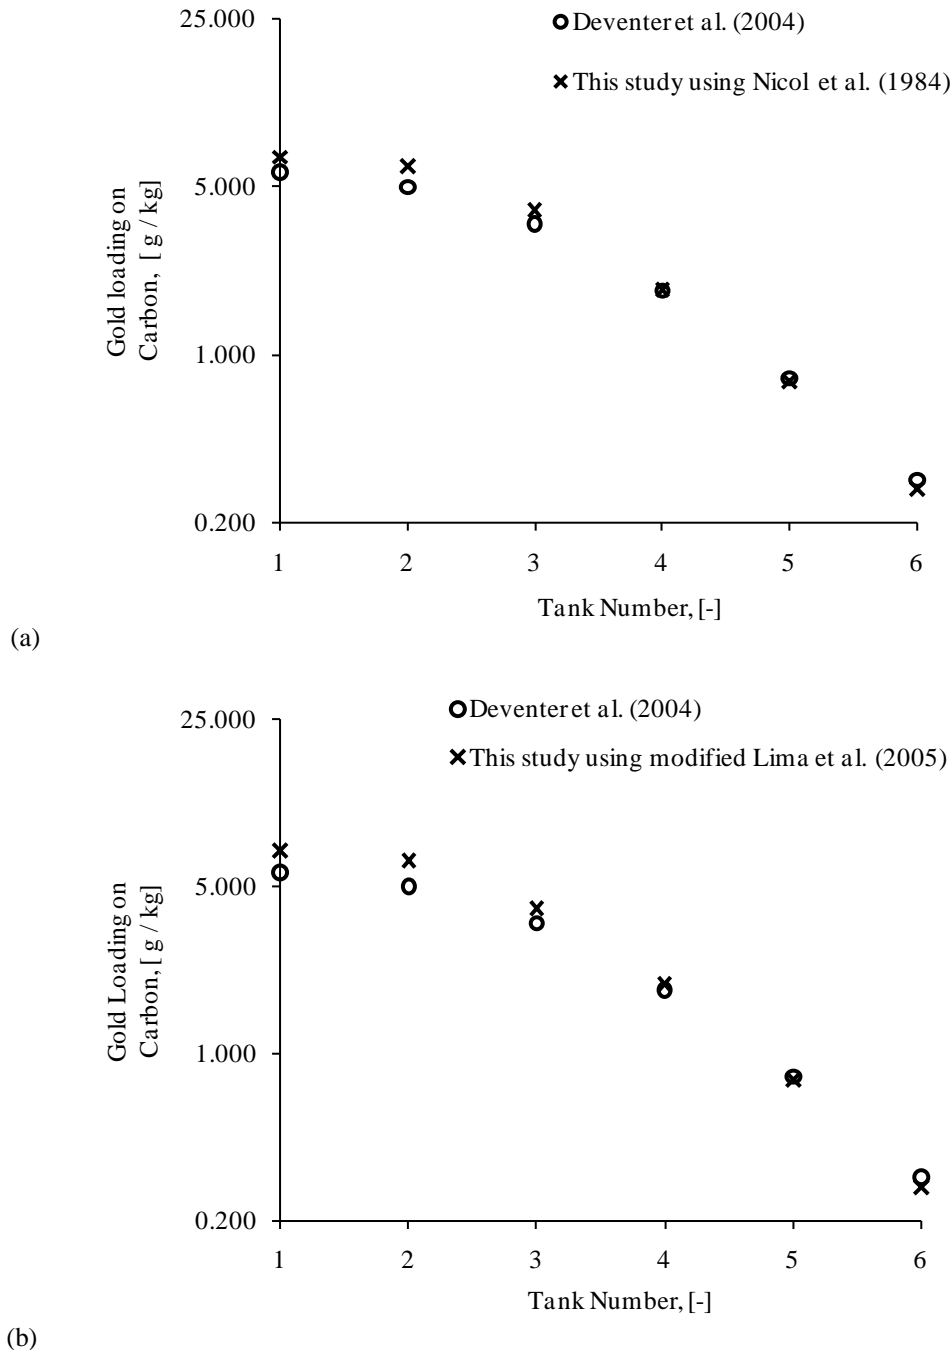 25.000
Deventer et al. (2004)
This study using Nicol et al. (1984)
5.000
Gold loading on
Carbon, [ g / kg]
1.000
0.200
1 2 3 4 5 6
Tank Number, [-]
(a)
25.000
Deventer et al. (2004)
This study using modified Lima et al. (2005)
5.000
Gold Loading on
Carbon, [ g / kg]
1.000
0.200
1 2 3 4 5 6
Tank Number, [-]
(b)